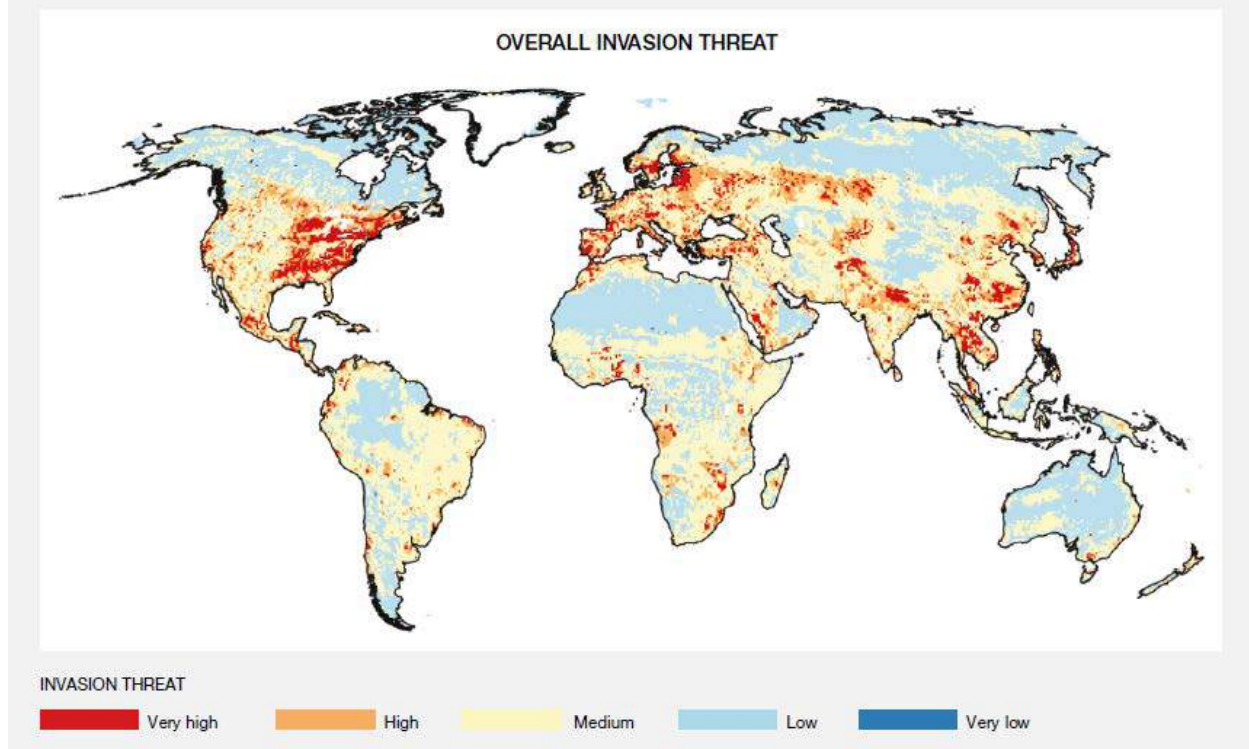 OVERALL INVASION THREAT
INVASION THREAT
Very high High Medium Low Very low